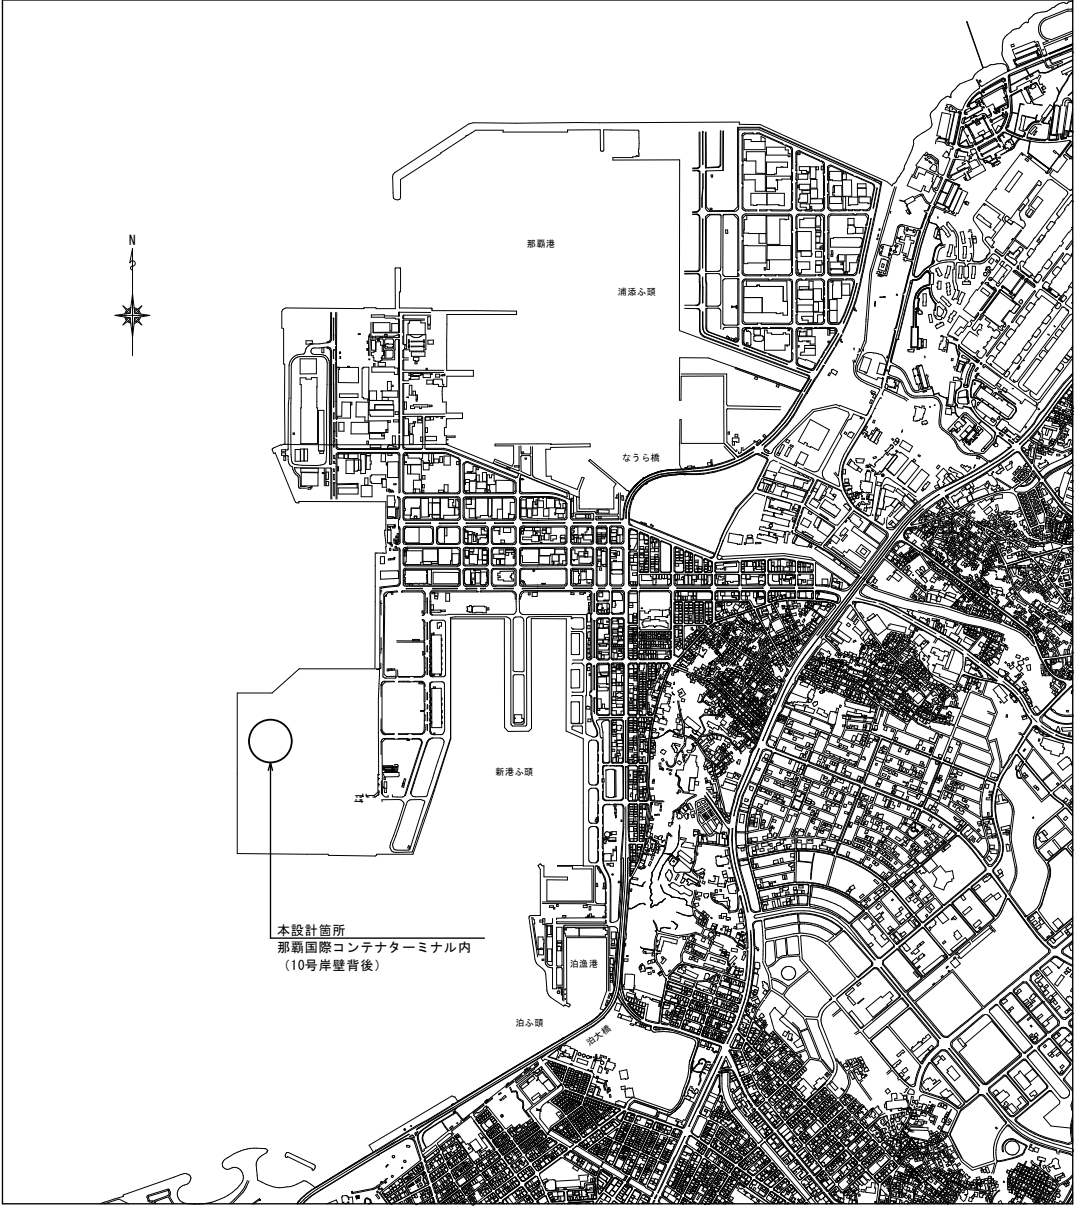 N
那覇港
浦添ふ頭
なうら橋
新港ふ頭
本設計箇所
那覇国際コンテナターミナル内
（10号岸壁背後）
泊漁港
泊ふ頭
泊大橋